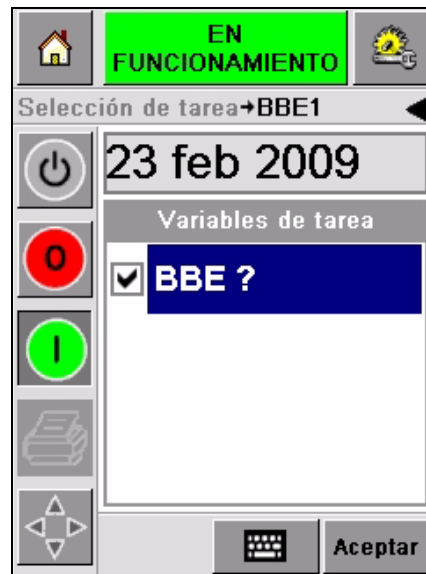 EN
FUNCIONAMIENTO
Selección de tarea→BBE1
23 feb 2009
Variables de tarea
0
BBE ?
I
Aceptar